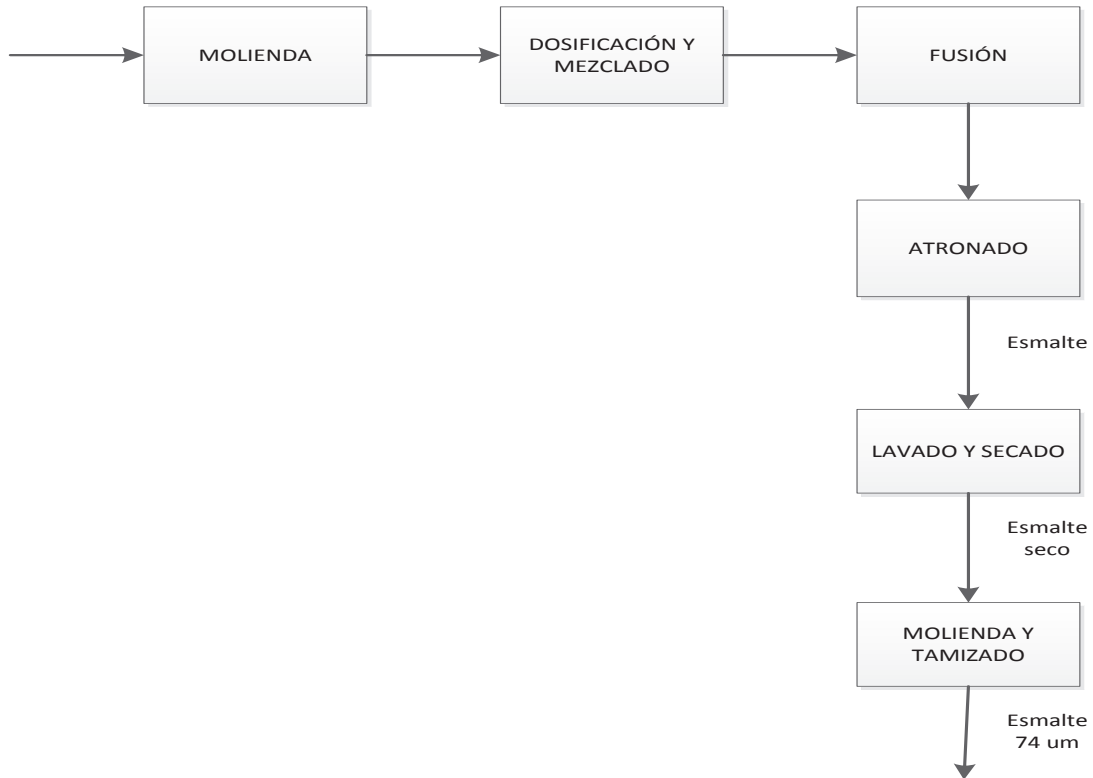 MOLIENDA
DOSIFICACIÓN Y
MEZCLADO
FUSIÓN
ATRONADO
Esmalte
LAVADO Y SECADO
Esmalte
seco
MOLIENDA Y
TAMIZADO
Esmalte
74 um